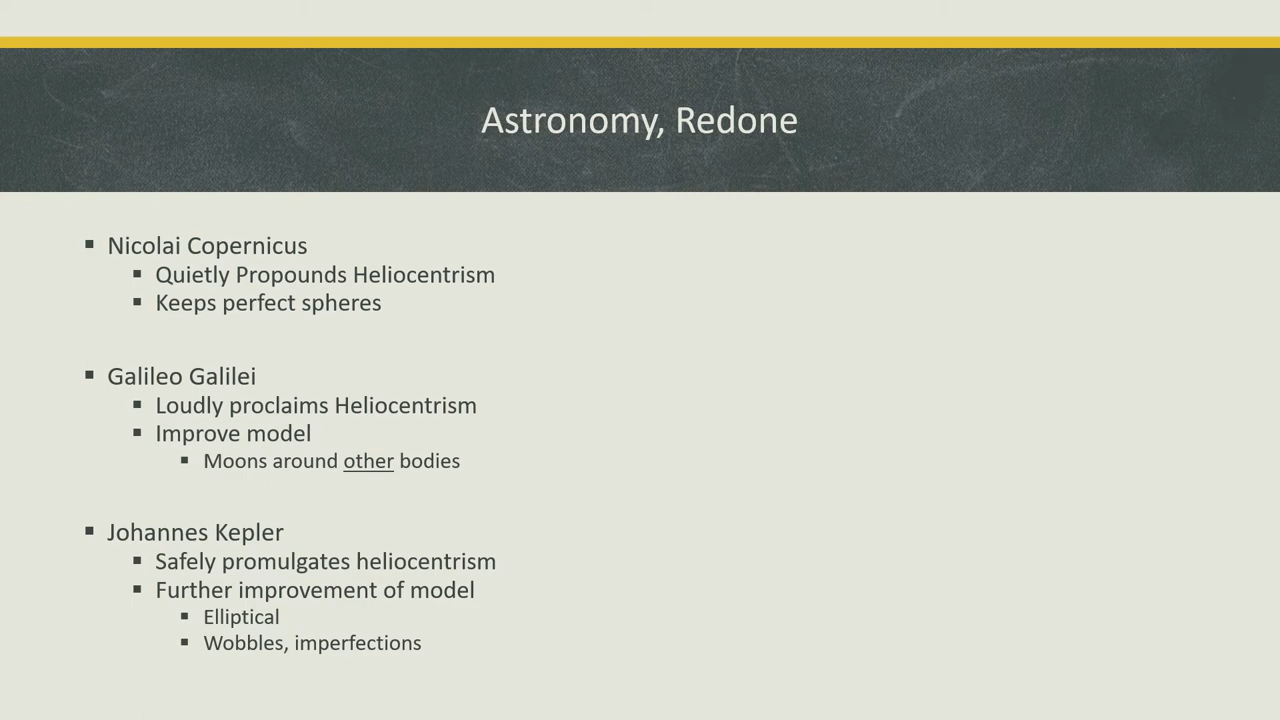 Astronomy, Redone
▪ Nicolai Copernicus
▪ Quietly Propounds Heliocentrism
▪ Keeps perfect spheres
▪ Galileo Galilei
▪ Loudly proclaims Heliocentrism
▪ Improve model
▪ Moons around other bodies
▪ Johannes Kepler
▪ Safely promulgates heliocentrism
▪ Further improvement of model
▪ Elliptical
▪ Wobbles, imperfections